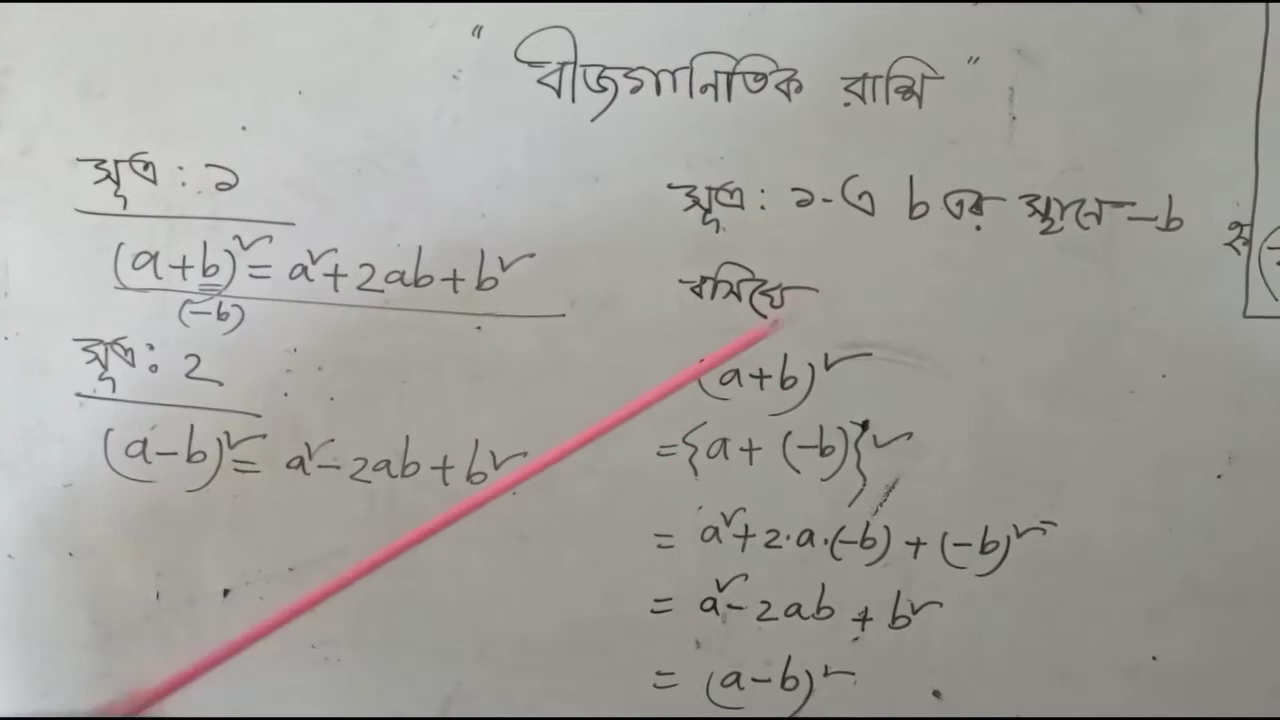 " বীজগানিতিক রাশি "
সূত্র : ১
(a+b)² = a² + 2ab + b²
(-b)
সূত্র : 2
(a-b)² = a² - 2ab + b²
সূত্র : ১-এ b এর স্থানে -b
বসিয়ে
(a+b)²
= {a + (-b)}²
= a² + 2·a·(-b) + (-b)²
= a² - 2ab + b²
= (a-b)²